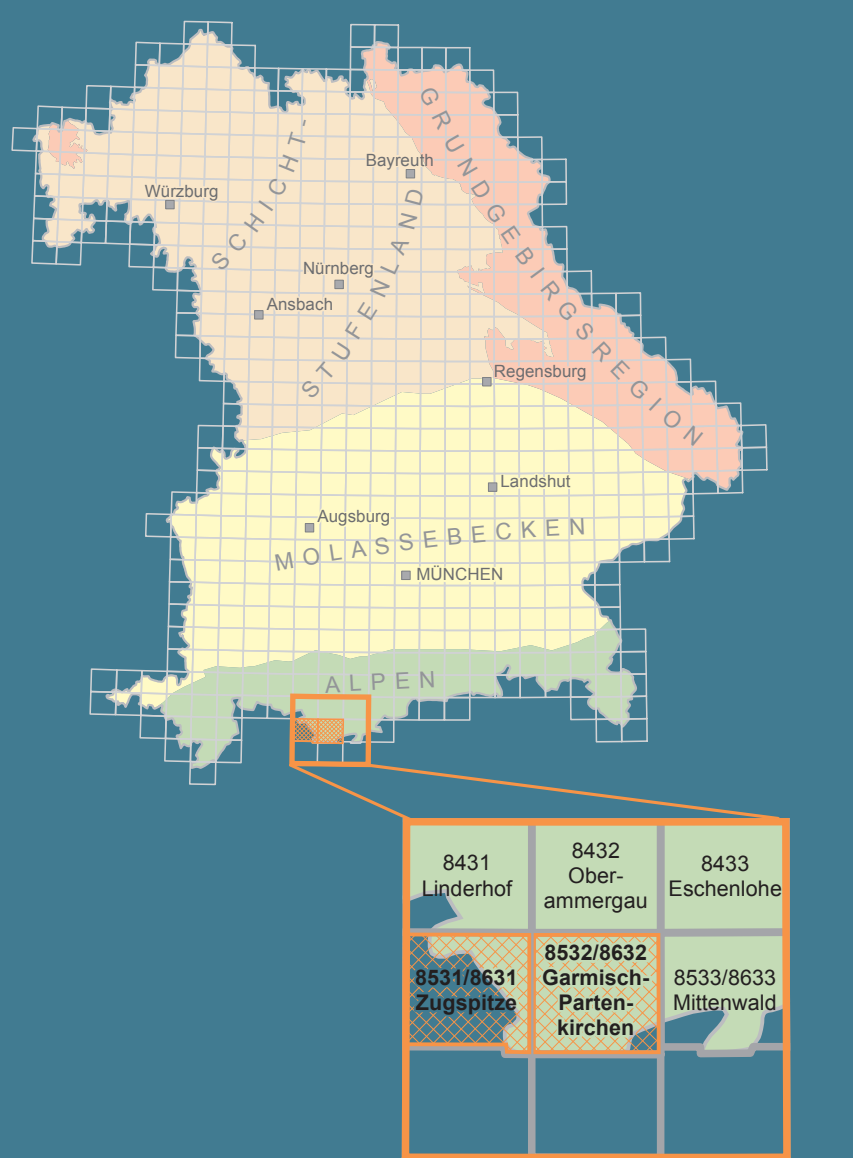 GRUNDGEBIRGSREGION
SCHICHT-
STUFENLAND
Bayreuth
Würzburg
Nürnberg
Ansbach
Regensburg
Landshut
Augsburg
MOLASSEBECKEN
MÜNCHEN
ALPEN
8431
Linderhof
8432
Ober-
ammergau
8433
Eschenlohe
8531/8631
Zugspitze
8532/8632
Garmisch-
Parten-
kirchen
8533/8633
Mittenwald